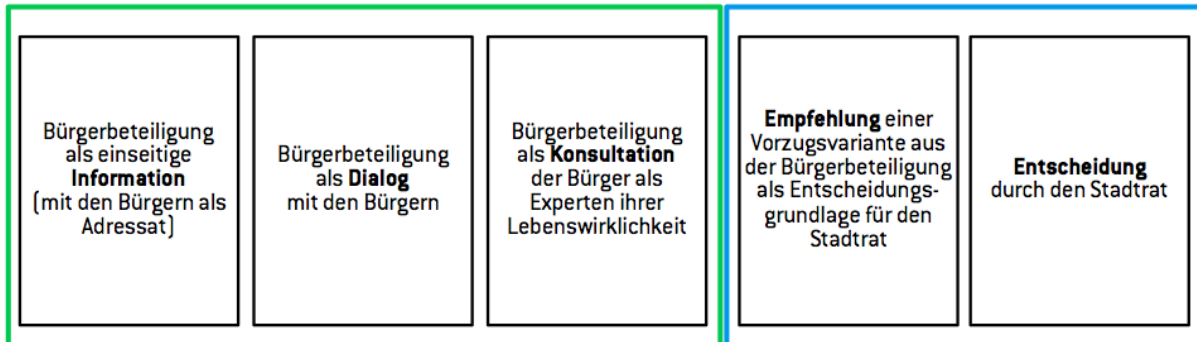 Bürgerbeteiligung
als einseitige
Information
(mit den Bürgern als
Adressat)
Bürgerbeteiligung
als Dialog
mit den Bürgern
Bürgerbeteiligung
als Konsultation
der Bürger als
Experten ihrer
Lebenswirklichkeit
Empfehlung einer
Vorzugsvariante aus
der Bürgerbeteiligung
als Entscheidungs-
grundlage für den
Stadtrat
Entscheidung
durch den Stadtrat